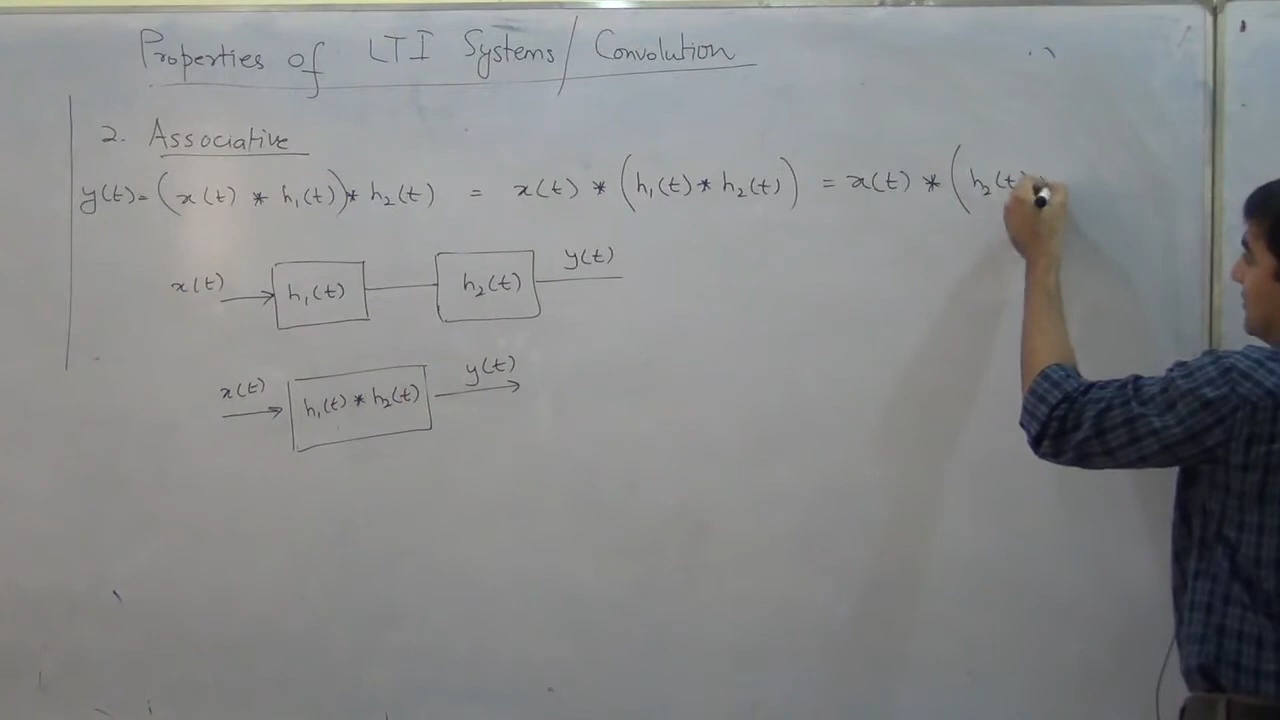 Properties of LTI Systems / Convolution
2. Associative
y(t) = (x(t) * h₁(t)) * h₂(t) = x(t) * (h₁(t) * h₂(t)) = x(t) * (h₂(t)
x(t) h₁(t) h₂(t) y(t)
x(t) h₁(t) * h₂(t) y(t)